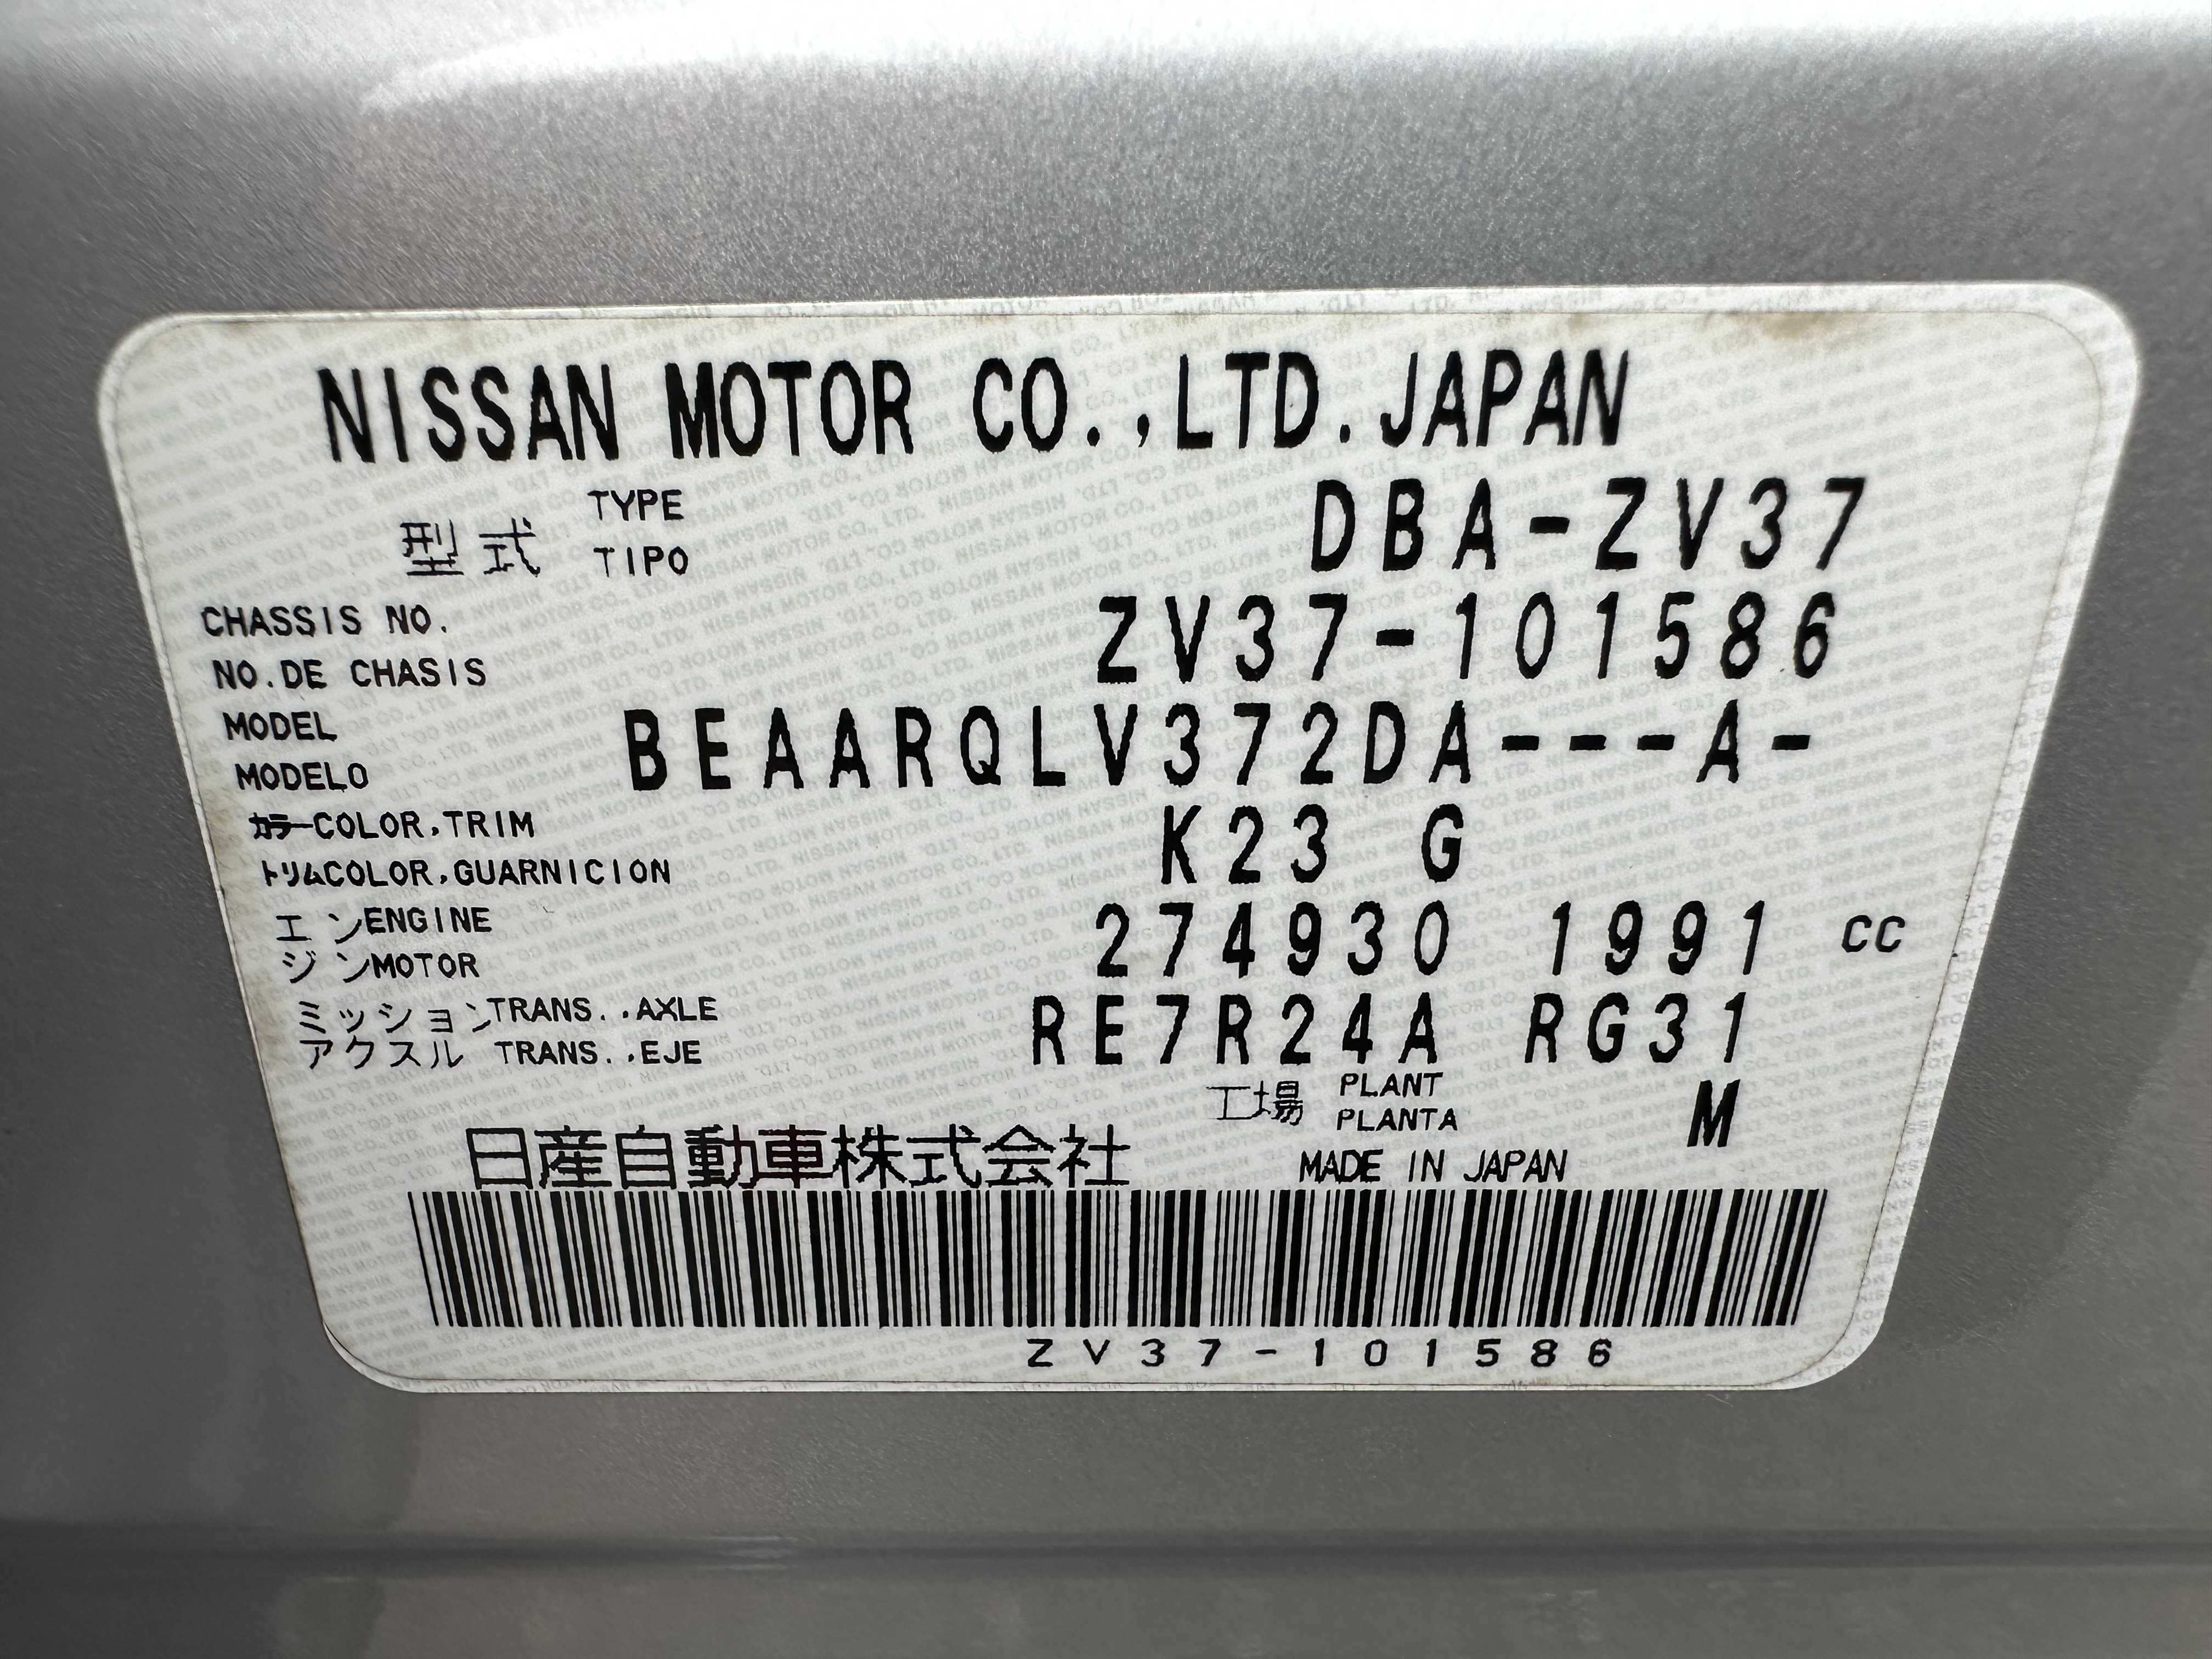 NISSAN MOTOR CO.,LTD.JAPAN
型式 TYPE TIPO DBA-ZV37
CHASSIS NO. ZV37-101586
NO.DE CHASIS
MODEL BEAARQLV372DA---A-
MODELO
カラーCOLOR,TRIM K23 G
トリムCOLOR,GUARNICION
エンENGINE 274930 1991 CC
ジンMOTOR
ミッションTRANS.,AXLE RE7R24A RG31
アクスル TRANS.,EJE
工場 PLANT PLANTA M
日産自動車株式会社 MADE IN JAPAN
ZV37-101586